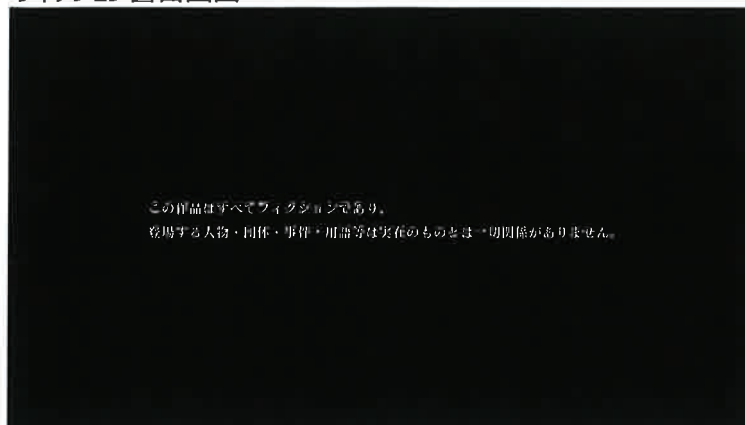 この作品はすべてフィクションであり、
登場する人物・団体・事件・用語等は実在のものとは一切関係がありません。